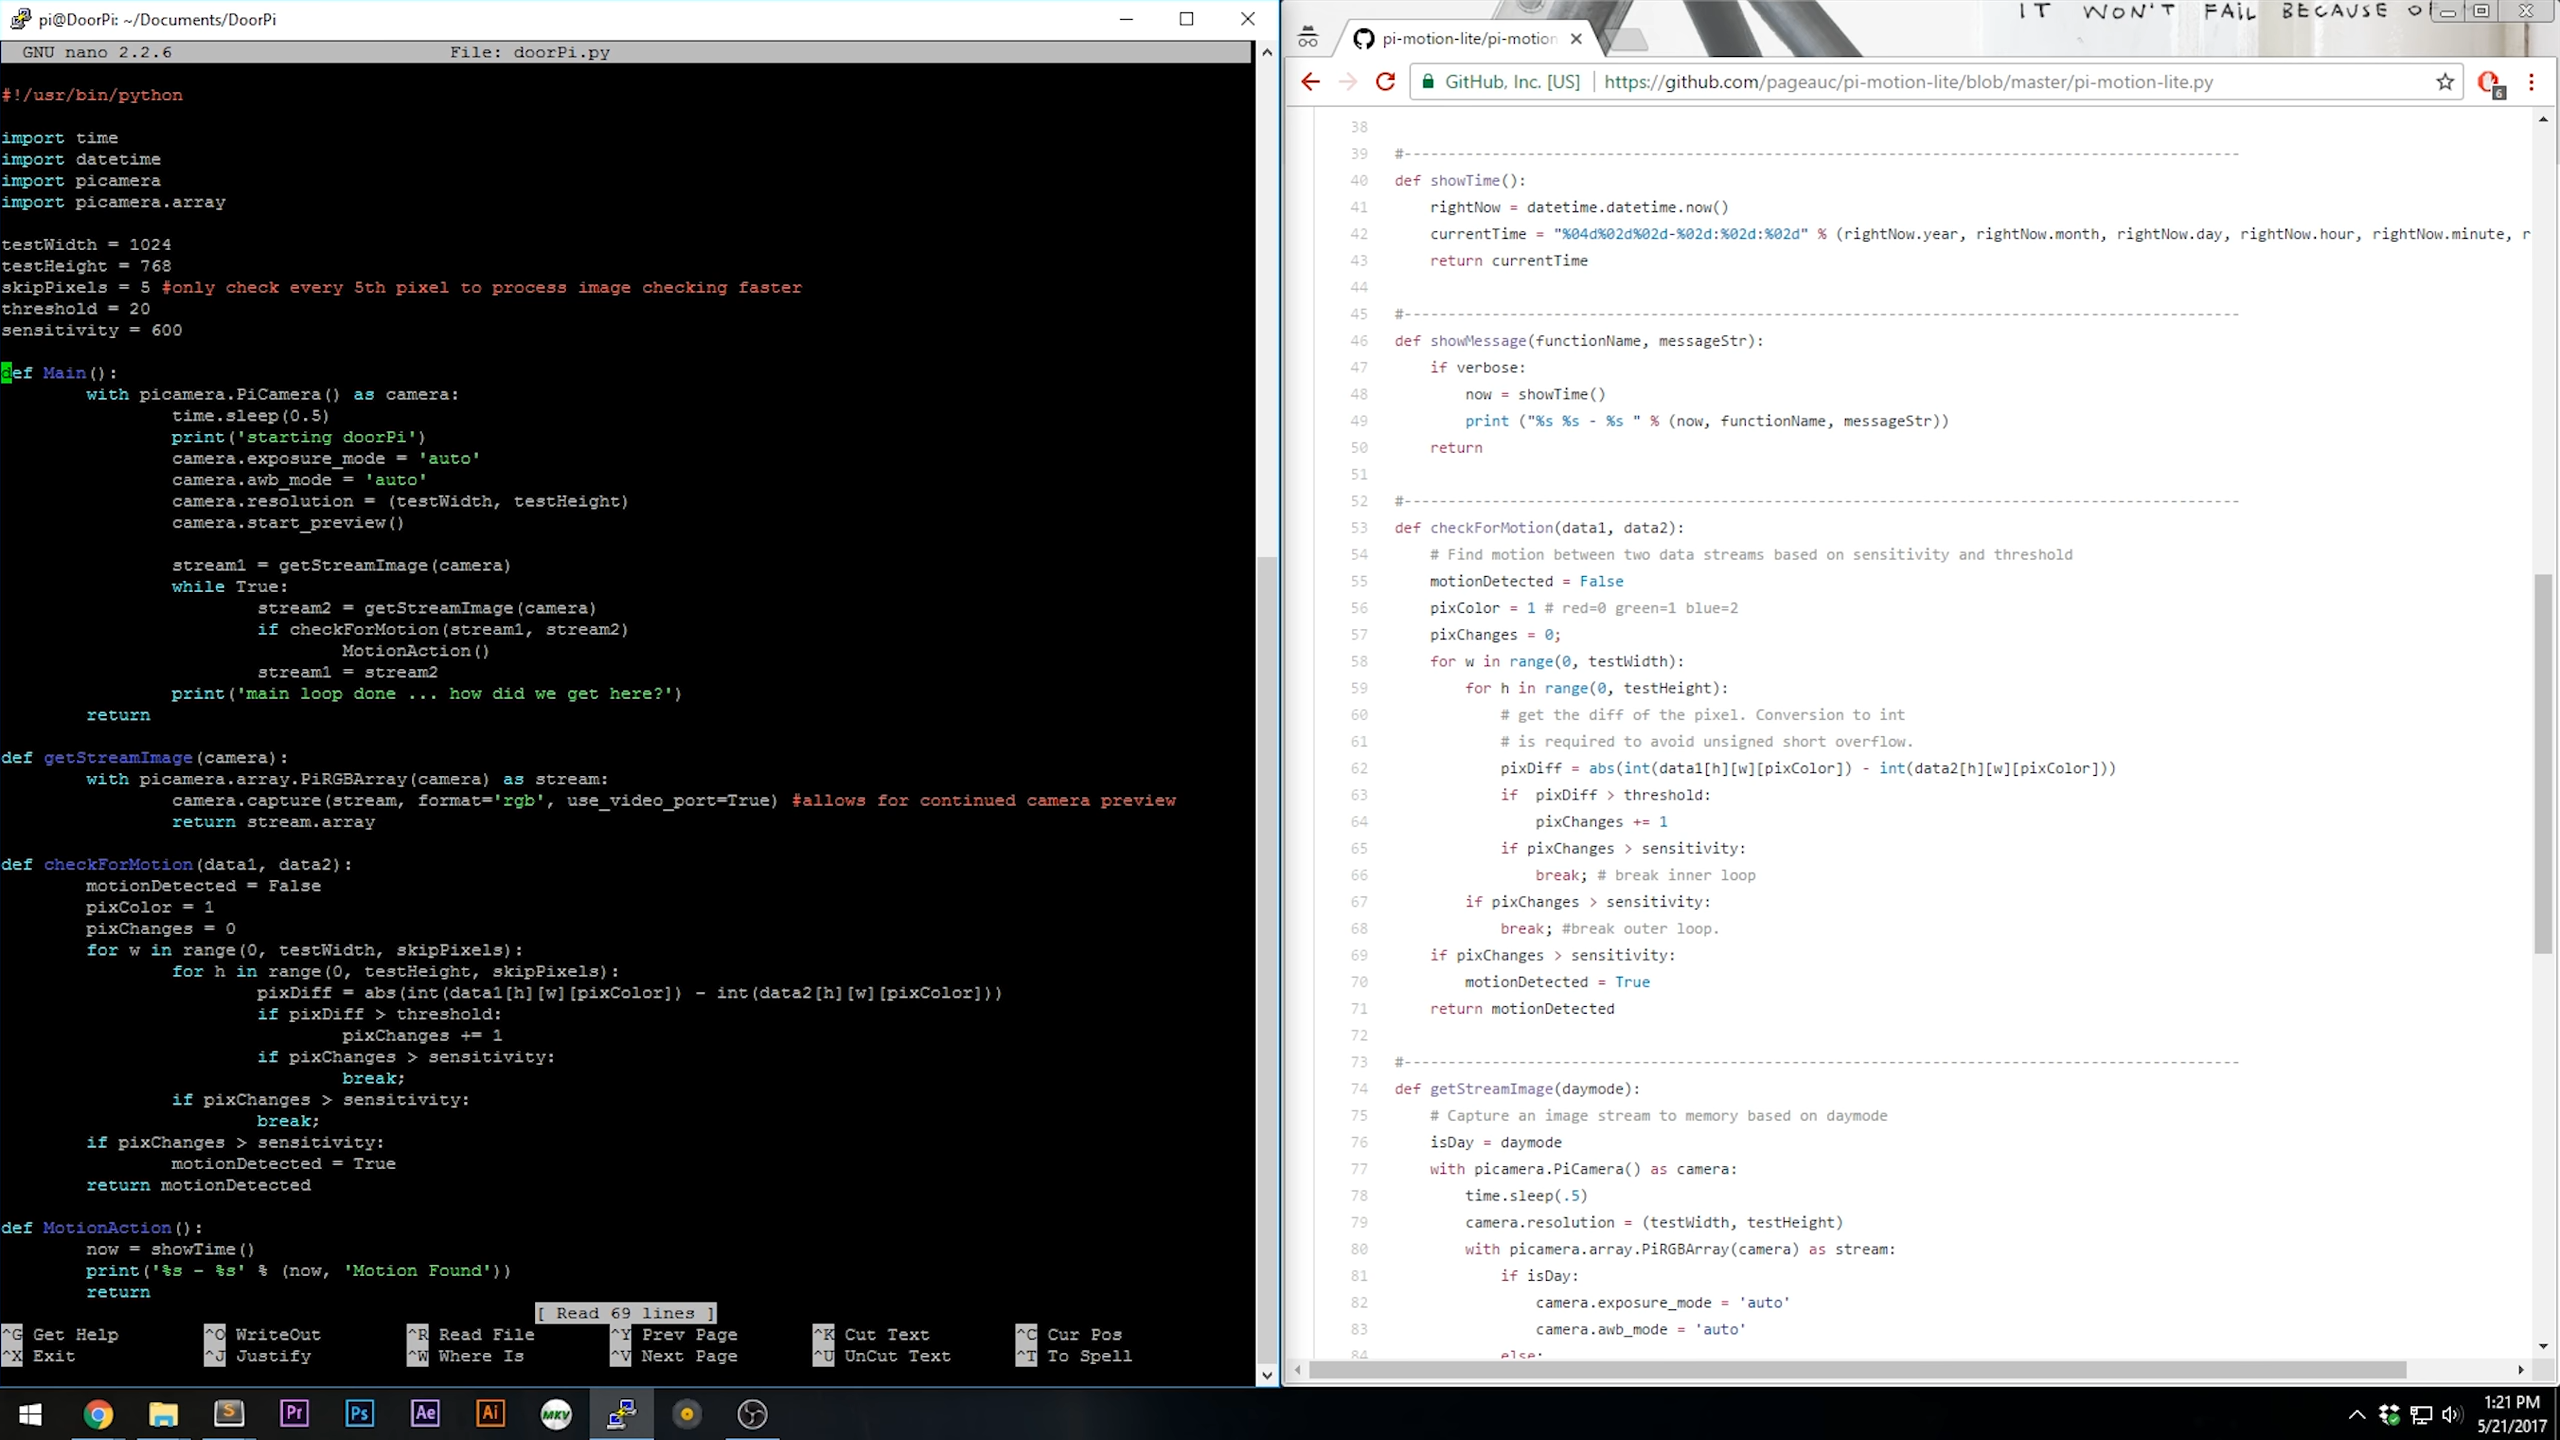 pi@DoorPi: ~/Documents/DoorPi
GNU nano 2.2.6 File: doorPi.py
#!/usr/bin/python
import time
import datetime
import picamera
import picamera.array
testWidth = 1024
testHeight = 768
skipPixels = 5 #only check every 5th pixel to process image checking faster
threshold = 20
sensitivity = 600
def Main():
with picamera.PiCamera() as camera:
time.sleep(0.5)
print('starting doorPi')
camera.exposure_mode = 'auto'
camera.awb_mode = 'auto'
camera.resolution = (testWidth, testHeight)
camera.start_preview()
stream1 = getStreamImage(camera)
while True:
stream2 = getStreamImage(camera)
if checkForMotion(stream1, stream2)
MotionAction()
stream1 = stream2
print('main loop done ... how did we get here?')
return
def getStreamImage(camera):
with picamera.array.PiRGBArray(camera) as stream:
camera.capture(stream, format='rgb', use_video_port=True) #allows for continued camera preview
return stream.array
def checkForMotion(data1, data2):
motionDetected = False
pixColor = 1
pixChanges = 0
for w in range(0, testWidth, skipPixels):
for h in range(0, testHeight, skipPixels):
pixDiff = abs(int(data1[h][w][pixColor]) - int(data2[h][w][pixColor]))
if pixDiff > threshold:
pixChanges += 1
if pixChanges > sensitivity:
break;
if pixChanges > sensitivity:
break;
if pixChanges > sensitivity:
motionDetected = True
return motionDetected
def MotionAction():
now = showTime()
print('%s - %s' % (now, 'Motion Found'))
return
[ Read 69 lines ]
^G Get Help ^O WriteOut ^R Read File ^Y Prev Page ^K Cut Text ^C Cur Pos
^X Exit ^J Justify ^W Where Is ^V Next Page ^U UnCut Text ^T To Spell
IT WON'T FAIL BECAUSE OF
pi-motion-lite/pi-motion
GitHub, Inc. [US] https://github.com/pageauc/pi-motion-lite/blob/master/pi-motion-lite.py
6
38
39 #-----------------------------------------------------------------------------------------------
40 def showTime():
41 rightNow = datetime.datetime.now()
42 currentTime = "%04d%02d%02d-%02d:%02d:%02d" % (rightNow.year, rightNow.month, rightNow.day, rightNow.hour, rightNow.minute, r
43 return currentTime
44
45 #-----------------------------------------------------------------------------------------------
46 def showMessage(functionName, messageStr):
47 if verbose:
48 now = showTime()
49 print ("%s %s - %s " % (now, functionName, messageStr))
50 return
51
52 #-----------------------------------------------------------------------------------------------
53 def checkForMotion(data1, data2):
54 # Find motion between two data streams based on sensitivity and threshold
55 motionDetected = False
56 pixColor = 1 # red=0 green=1 blue=2
57 pixChanges = 0;
58 for w in range(0, testWidth):
59 for h in range(0, testHeight):
60 # get the diff of the pixel. Conversion to int
61 # is required to avoid unsigned short overflow.
62 pixDiff = abs(int(data1[h][w][pixColor]) - int(data2[h][w][pixColor]))
63 if pixDiff > threshold:
64 pixChanges += 1
65 if pixChanges > sensitivity:
66 break; # break inner loop
67 if pixChanges > sensitivity:
68 break; #break outer loop.
69 if pixChanges > sensitivity:
70 motionDetected = True
71 return motionDetected
72
73 #-----------------------------------------------------------------------------------------------
74 def getStreamImage(daymode):
75 # Capture an image stream to memory based on daymode
76 isDay = daymode
77 with picamera.PiCamera() as camera:
78 time.sleep(.5)
79 camera.resolution = (testWidth, testHeight)
80 with picamera.array.PiRGBArray(camera) as stream:
81 if isDay:
82 camera.exposure_mode = 'auto'
83 camera.awb_mode = 'auto'
84 else:
S Pr Ps Ae Ai MKV
1:21 PM
5/21/2017